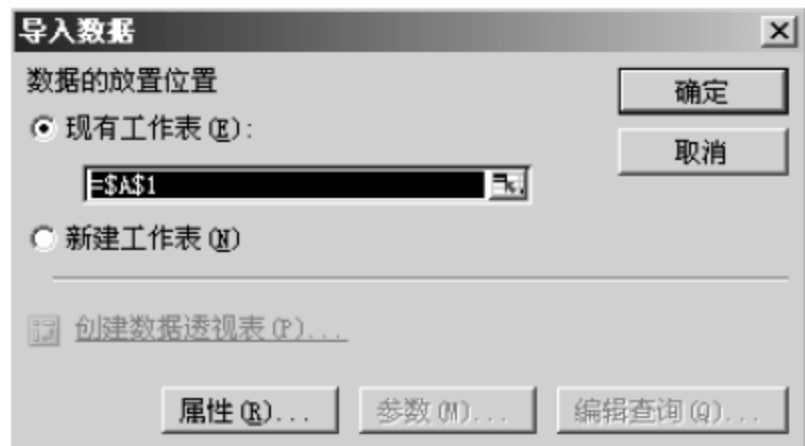 导入数据
数据的放置位置
确定
现有工作表(E):
取消
=$A$1
新建工作表(N)
创建数据透视表(P)...
属性(R)...
参数(M)...
编辑查询(Q)...